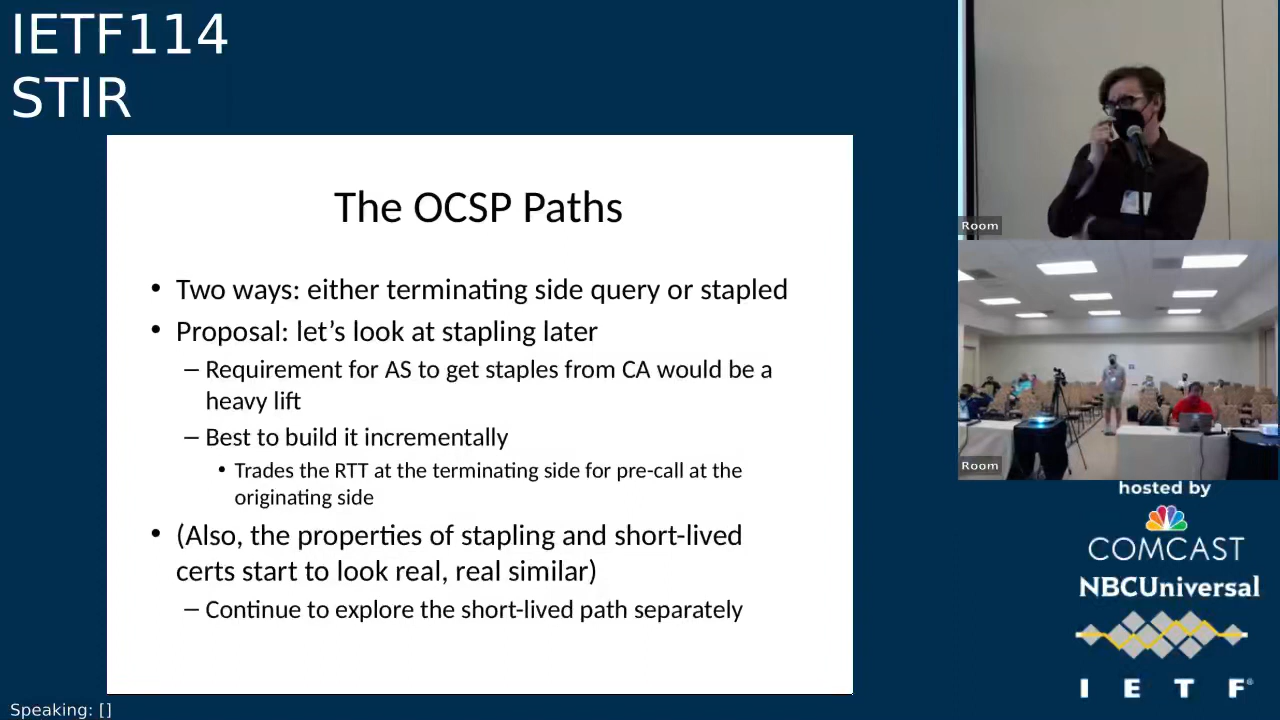 IETF114
STIR
The OCSP Paths
• Two ways: either terminating side query or stapled
• Proposal: let’s look at stapling later
– Requirement for AS to get staples from CA would be a
heavy lift
– Best to build it incrementally
• Trades the RTT at the terminating side for pre-call at the
originating side
• (Also, the properties of stapling and short-lived
certs start to look real, real similar)
– Continue to explore the short-lived path separately
Room
Room
hosted by
COMCAST
NBCUniversal
I E T F®
Speaking: []